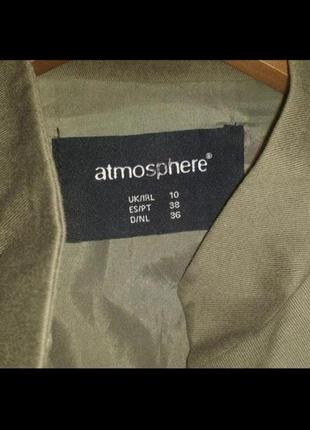 atmosphere®
UK/IRL 10
ES/PT 38
D/NL 36